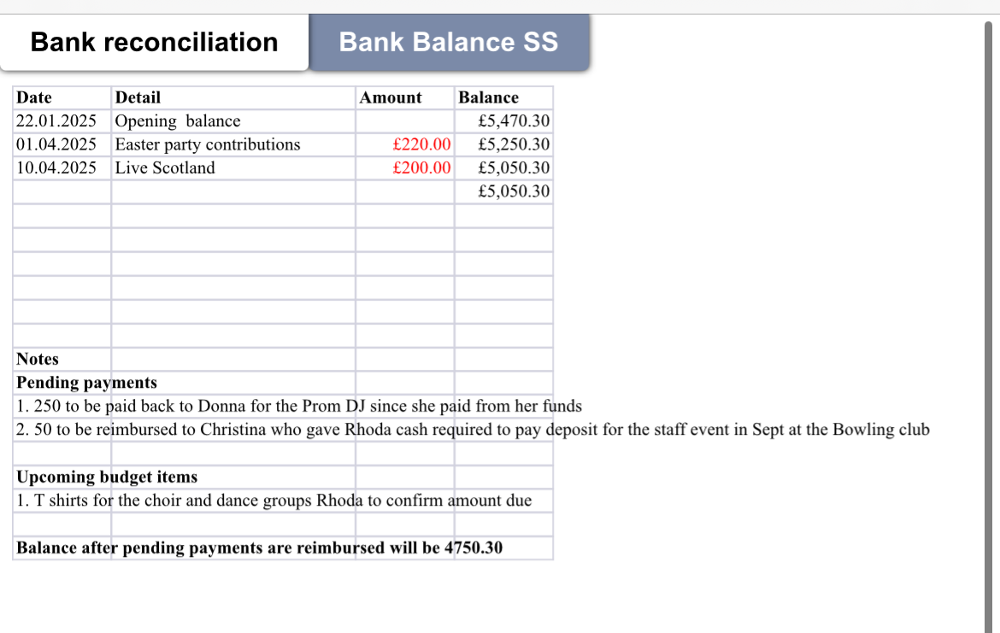 Bank reconciliation Bank Balance SS
Date Detail Amount Balance
22.01.2025 Opening balance £5,470.30
01.04.2025 Easter party contributions £220.00 £5,250.30
10.04.2025 Live Scotland £200.00 £5,050.30
£5,050.30
Notes
Pending payments
1. 250 to be paid back to Donna for the Prom DJ since she paid from her funds
2. 50 to be reimbursed to Christina who gave Rhoda cash required to pay deposit for the staff event in Sept at the Bowling club
Upcoming budget items
1. T shirts for the choir and dance groups Rhoda to confirm amount due
Balance after pending payments are reimbursed will be 4750.30